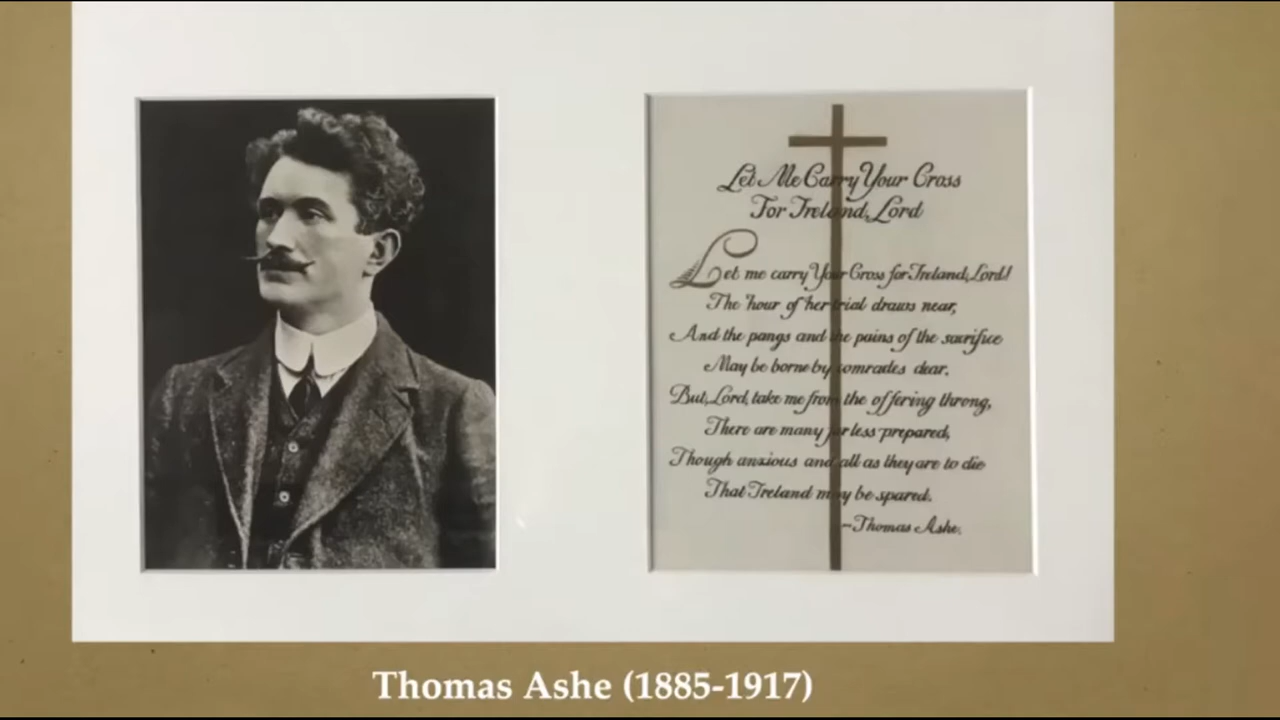 Let Me Carry Your Cross
For Ireland, Lord
Let me carry Your Cross for Ireland, Lord!
The hour of her trial draws near,
And the pangs and the pains of the sacrifice
May be borne by comrades dear.
But, Lord, take me from the offering throng,
There are many far less prepared,
Though anxious and all as they are to die
That Ireland may be spared.
~Thomas Ashe.
Thomas Ashe (1885-1917)